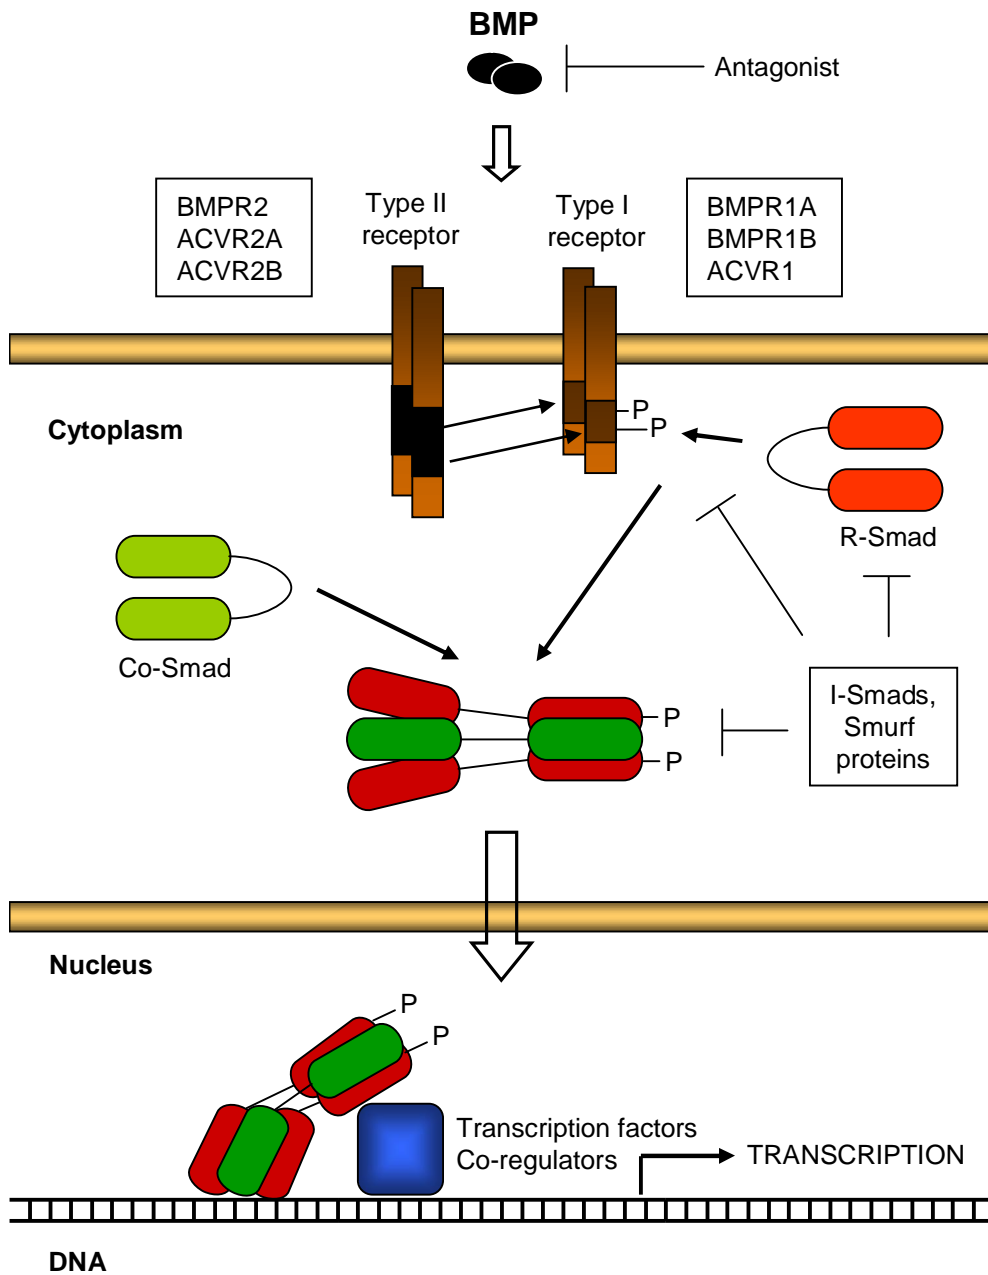 BMP
Antagonist
BMPR2
ACVR2A
ACVR2B
Type II
receptor
Type I
receptor
BMPR1A
BMPR1B
ACVR1
Cytoplasm
P
P
R-Smad
Co-Smad
I-Smads,
Smurf
proteins
P
P
Nucleus
P
P
Transcription factors
Co-regulators
TRANSCRIPTION
DNA